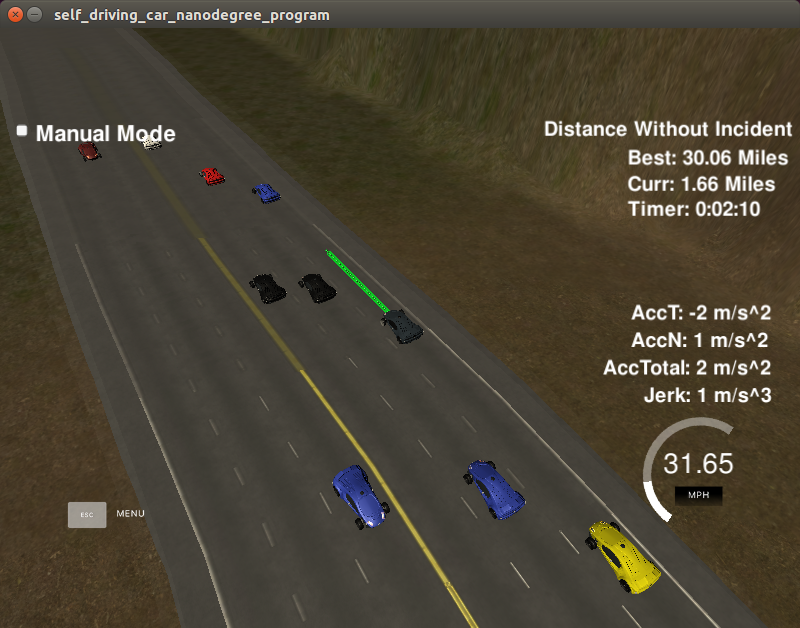 self_driving_car_nanodegree_program
Manual Mode
Distance Without Incident
Best: 30.06 Miles
Curr: 1.66 Miles
Timer: 0:02:10
AccT: -2 m/s^2
AccN: 1 m/s^2
AccTotal: 2 m/s^2
Jerk: 1 m/s^3
31.65
MPH
ESC MENU